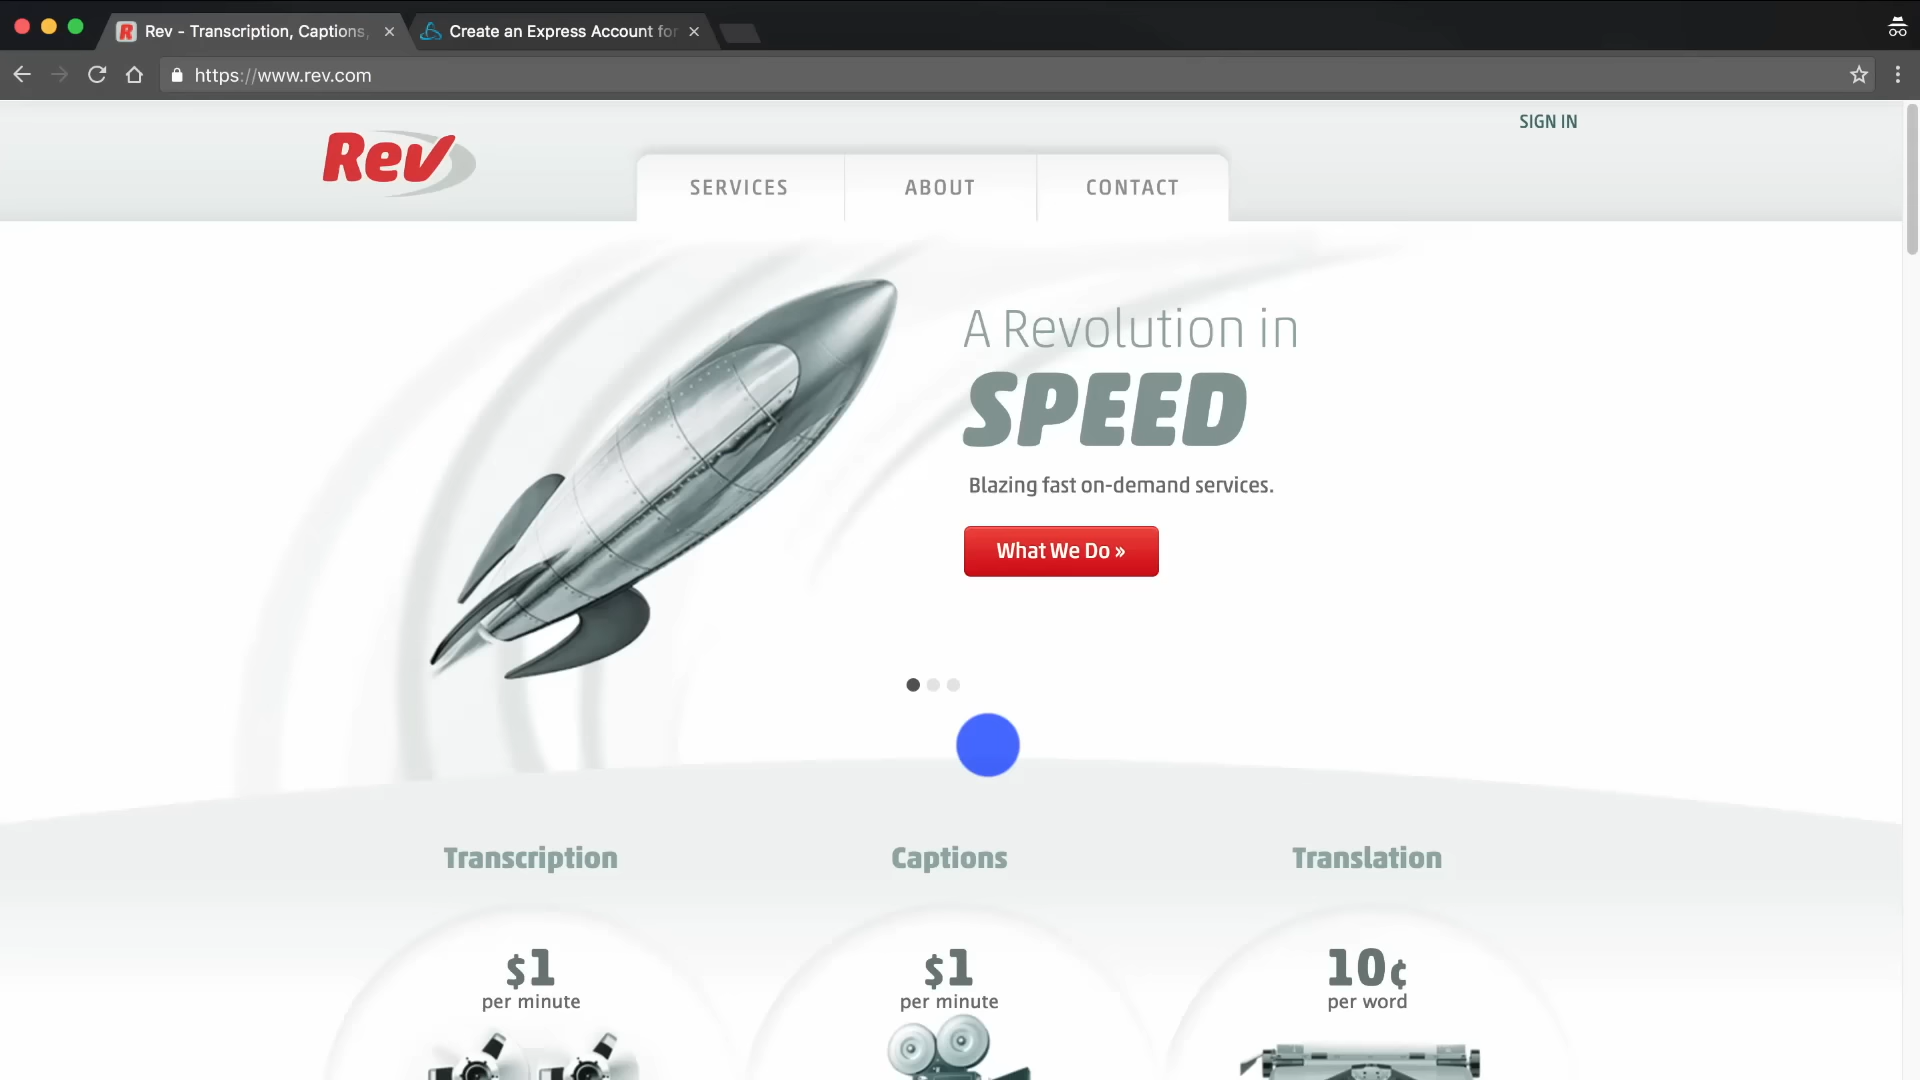 Rev - Transcription, Captions,
Create an Express Account for
https://www.rev.com
SIGN IN
Rev
SERVICES
ABOUT
CONTACT
A Revolution in
SPEED
Blazing fast on-demand services.
What We Do »
Transcription
Captions
Translation
$1
per minute
$1
per minute
10¢
per word